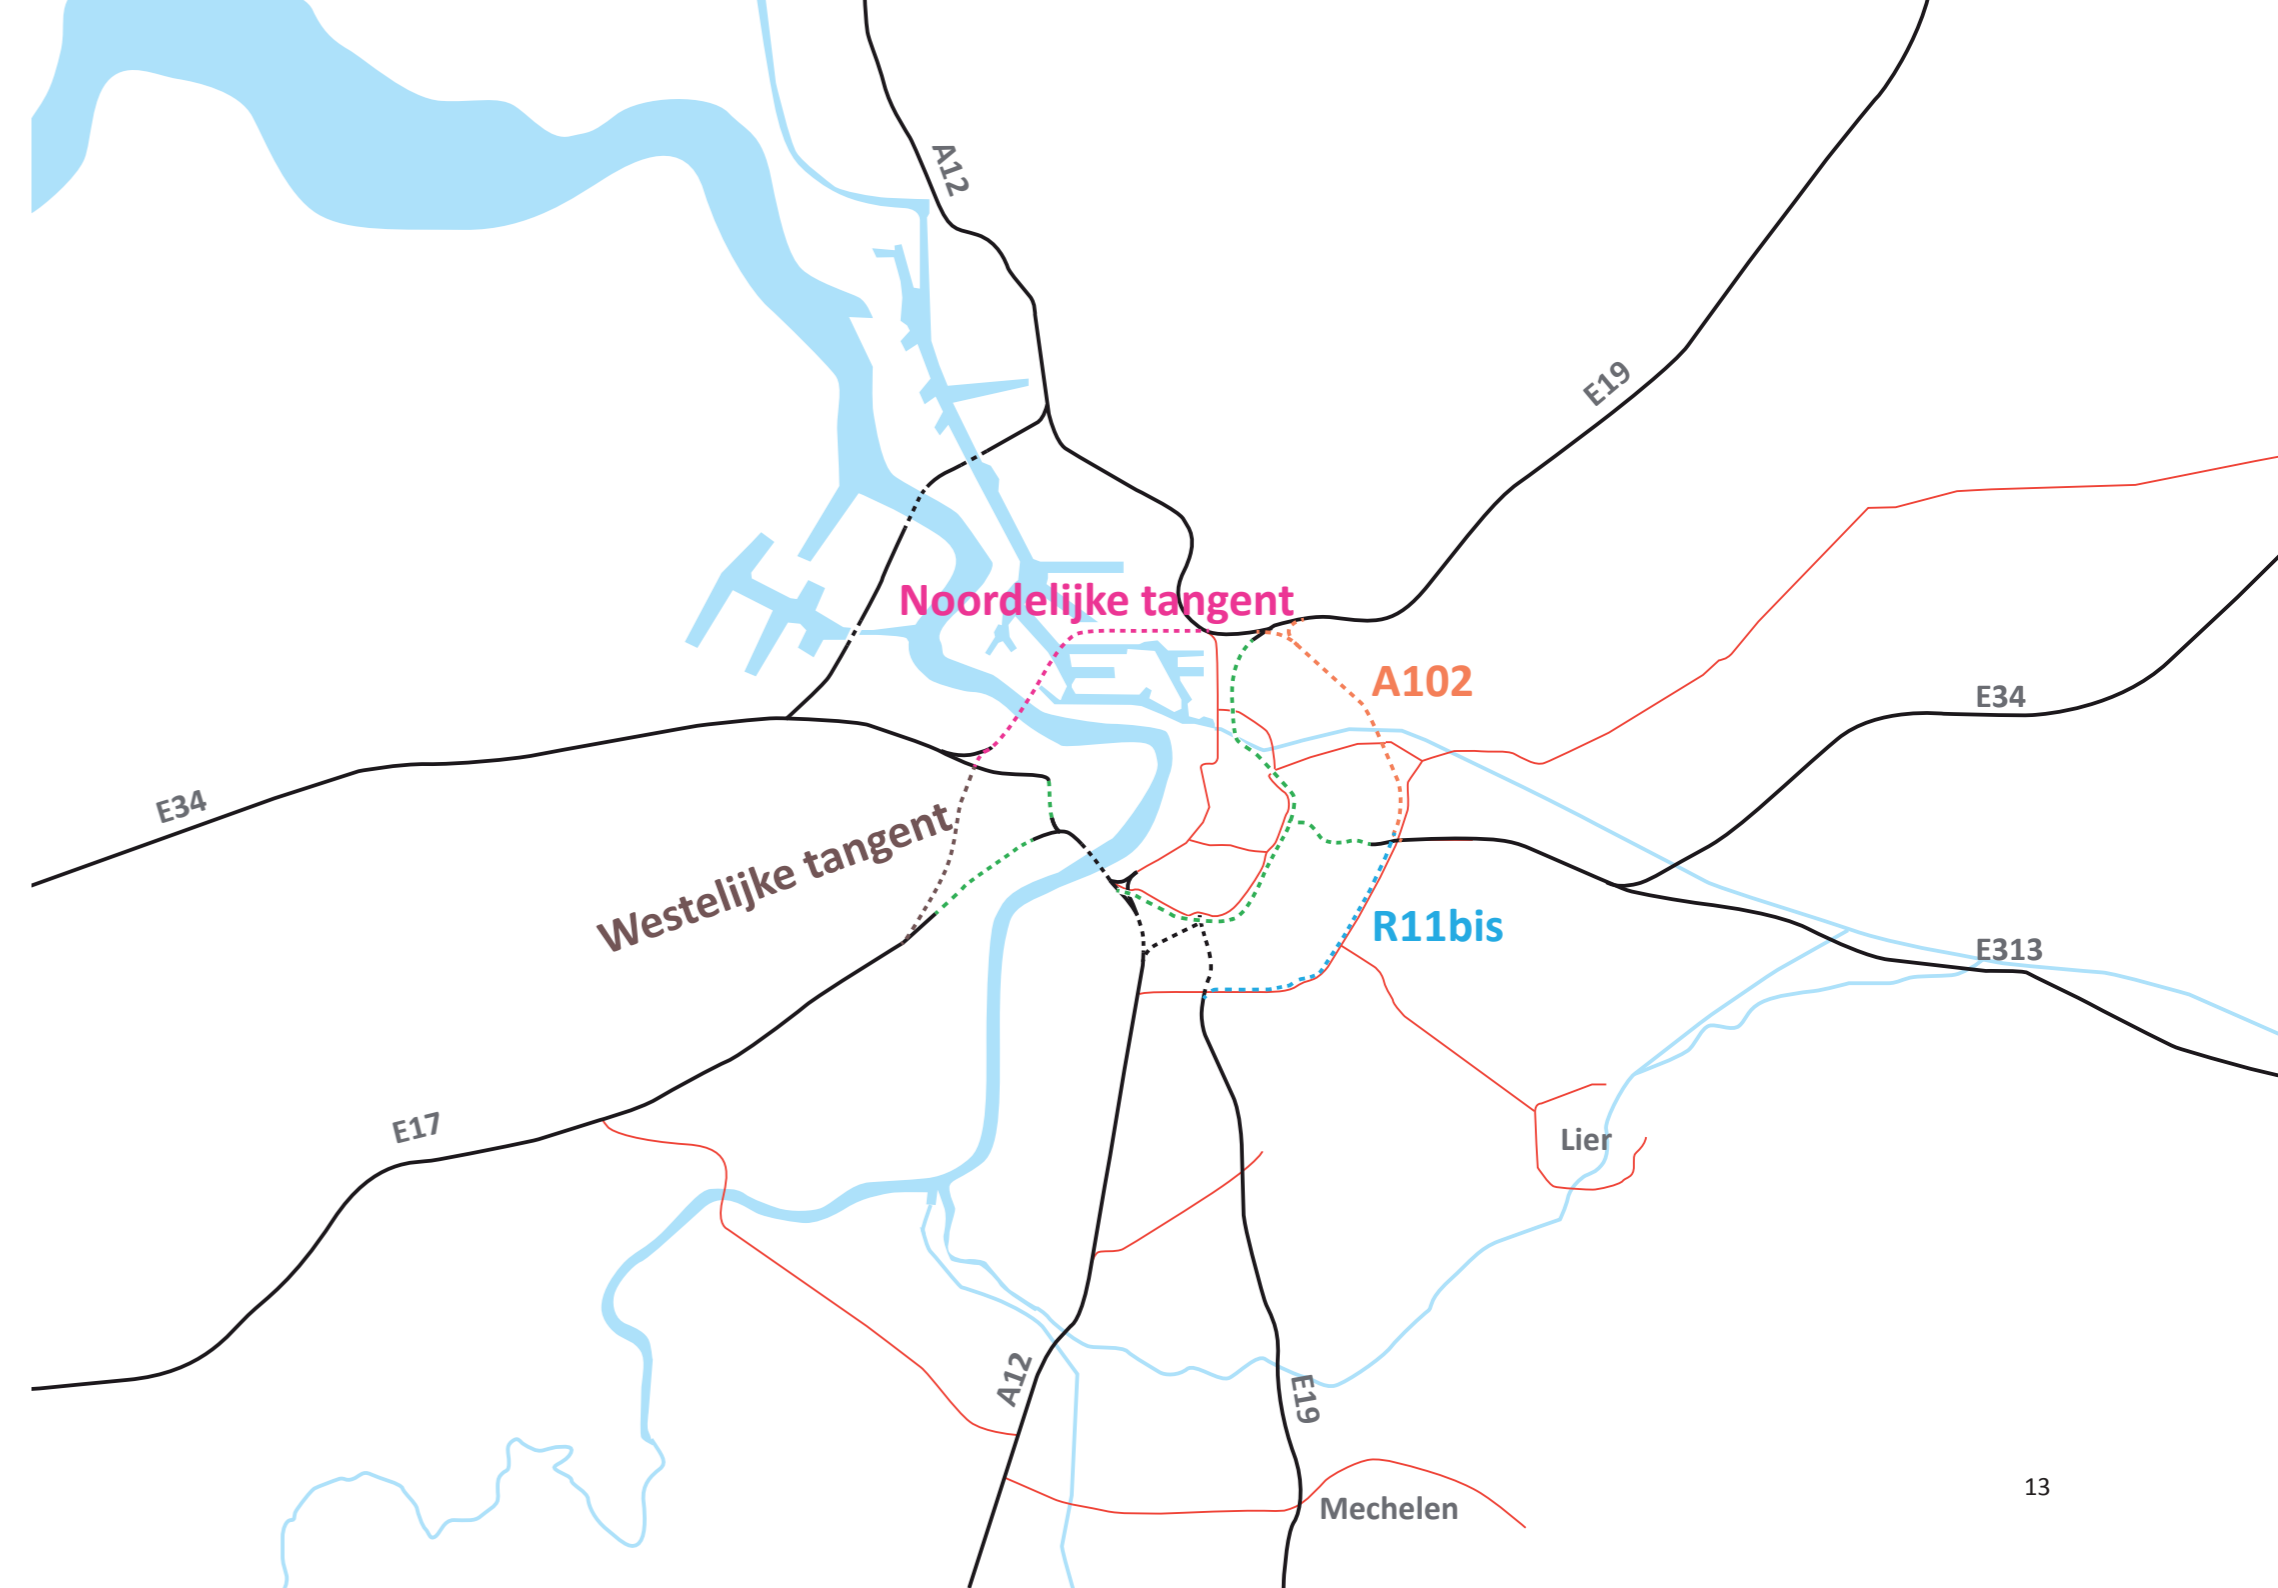 A12
E19
Noordelijke tangent
A102
E34
E34
Westelijke tangent
R11bis
E313
E17
Lier
A12
E19
13
Mechelen